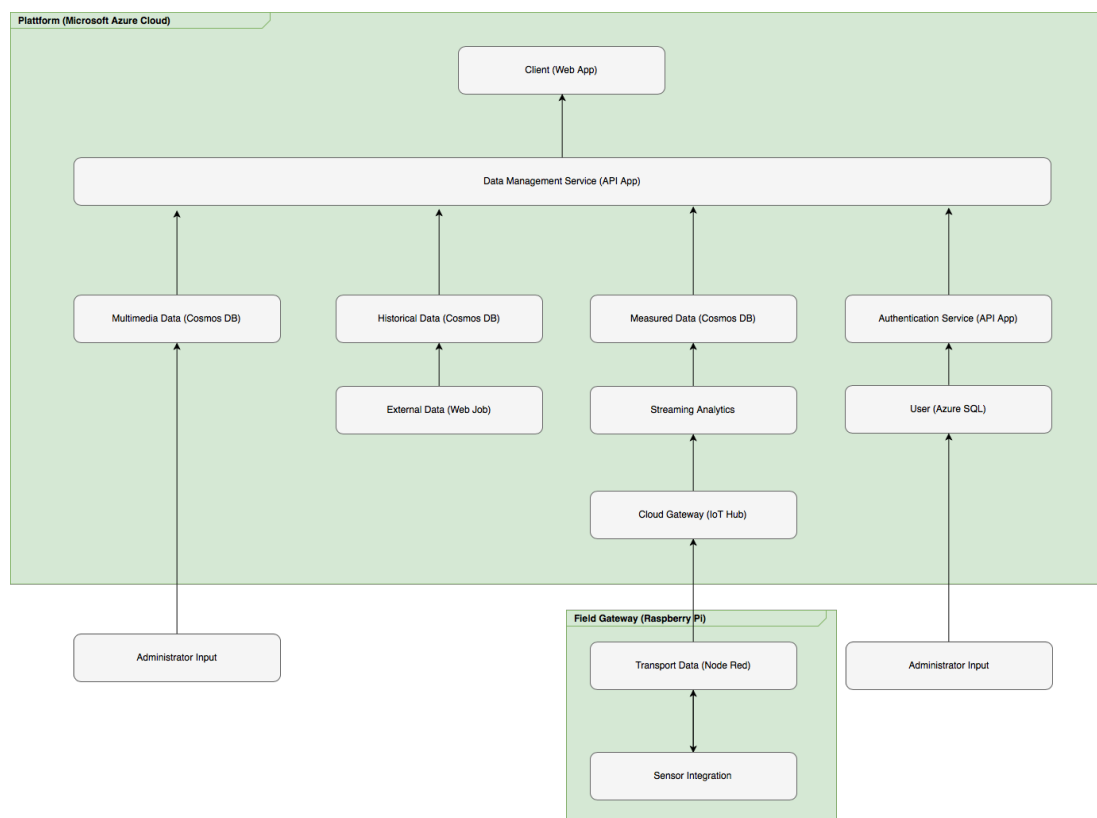 Plattform (Microsoft Azure Cloud)
Client (Web App)
Data Management Service (API App)
Multimedia Data (Cosmos DB)
Historical Data (Cosmos DB)
Measured Data (Cosmos DB)
Authentication Service (API App)
External Data (Web Job)
Streaming Analytics
User (Azure SQL)
Cloud Gateway (IoT Hub)
Field Gateway (Raspberry Pi)
Administrator Input
Transport Data (Node Red)
Administrator Input
Sensor Integration